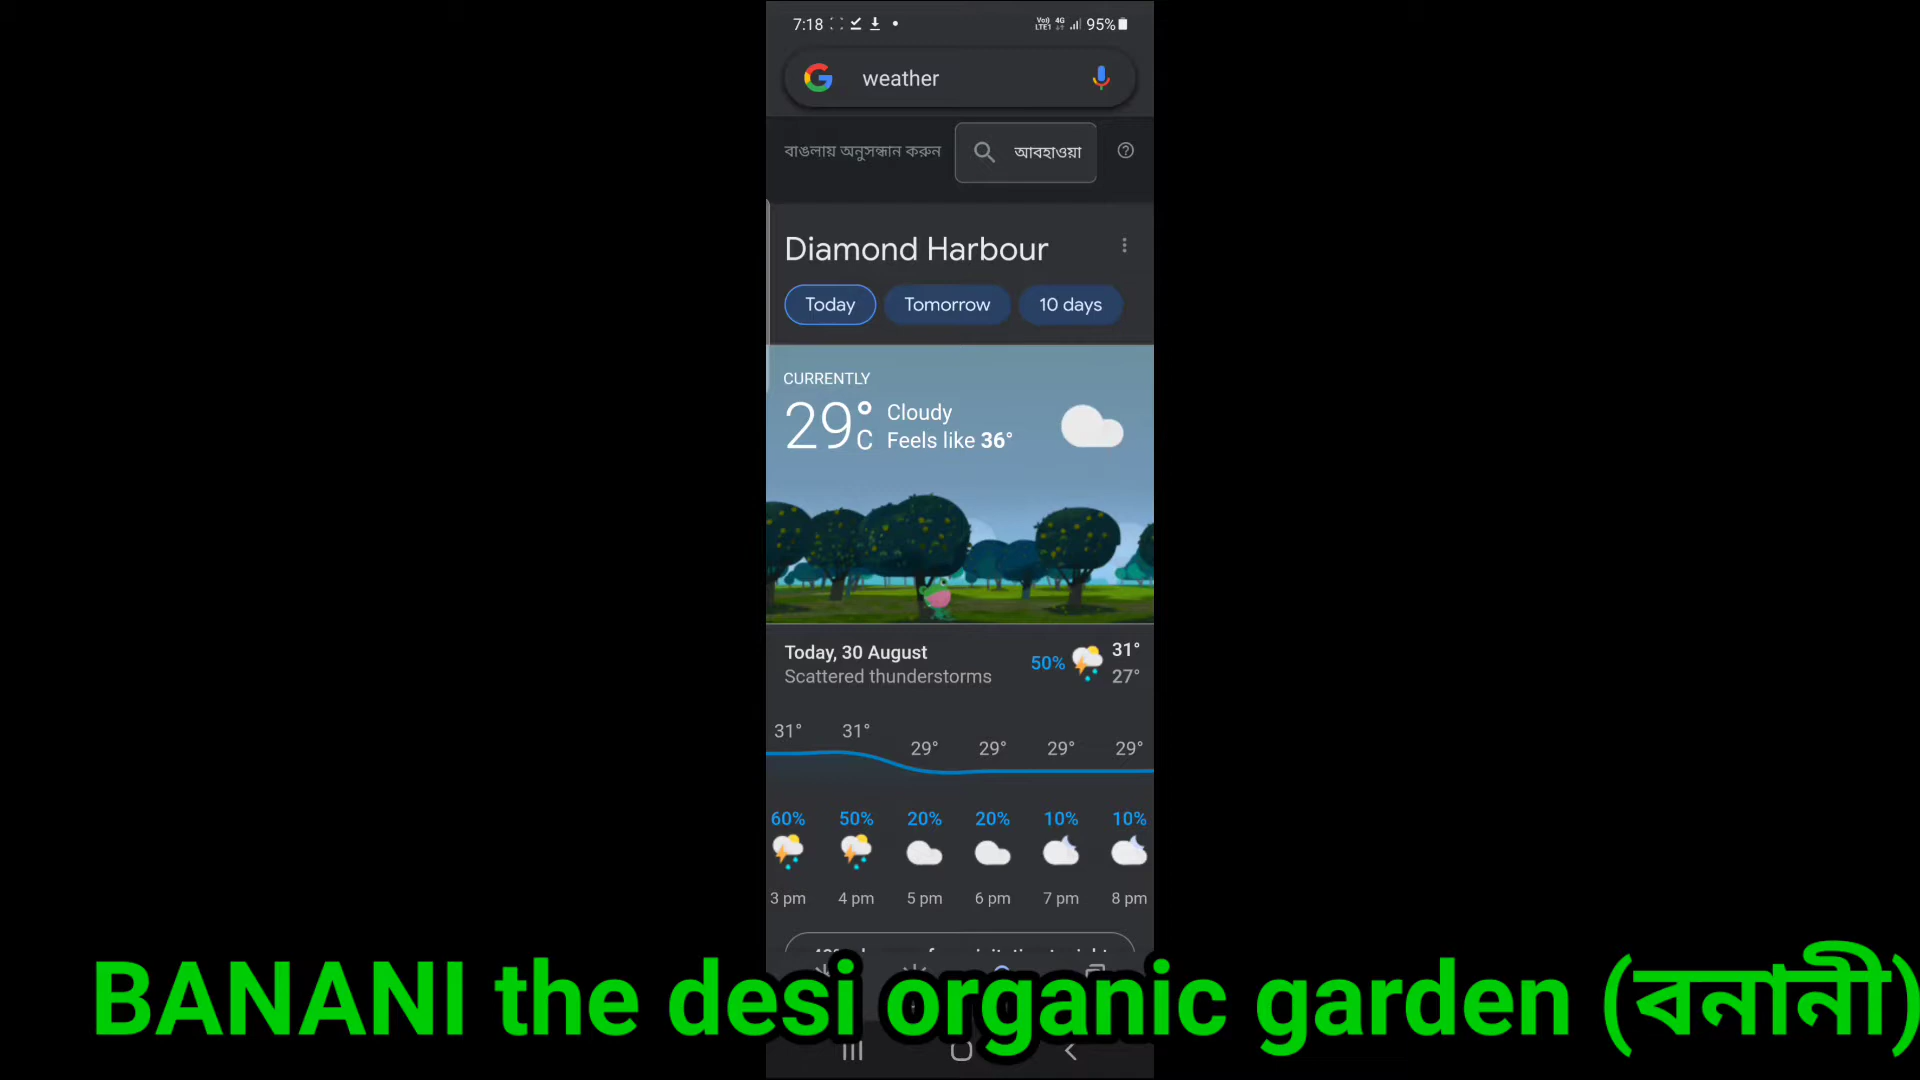 7:18
Vo) 4G
LTE1 95%
weather
বাঙলায় অনুসন্ধান করুন আবহাওয়া
Diamond Harbour
Today Tomorrow 10 days
CURRENTLY
29°C Cloudy
Feels like 36°
Today, 30 August 50% 31°
Scattered thunderstorms 27°
31° 31° 29° 29° 29° 29°
60% 50% 20% 20% 10% 10%
3 pm 4 pm 5 pm 6 pm 7 pm 8 pm
BANANI the desi organic garden (বনানী)